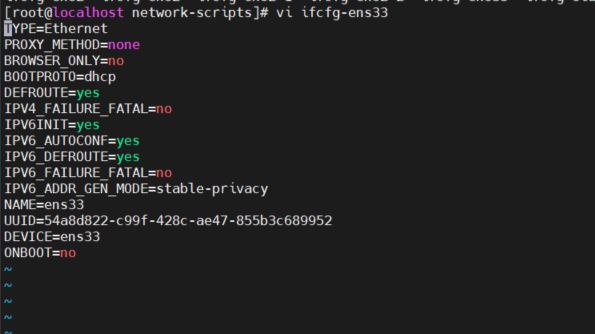 [root@localhost network-scripts]# vi ifcfg-ens33
TYPE=Ethernet
PROXY_METHOD=none
BROWSER_ONLY=no
BOOTPROTO=dhcp
DEFROUTE=yes
IPV4_FAILURE_FATAL=no
IPV6INIT=yes
IPV6_AUTOCONF=yes
IPV6_DEFROUTE=yes
IPV6_FAILURE_FATAL=no
IPV6_ADDR_GEN_MODE=stable-privacy
NAME=ens33
UUID=54a8d822-c99f-428c-ae47-855b3c689952
DEVICE=ens33
ONBOOT=no
~
~
~
~
~